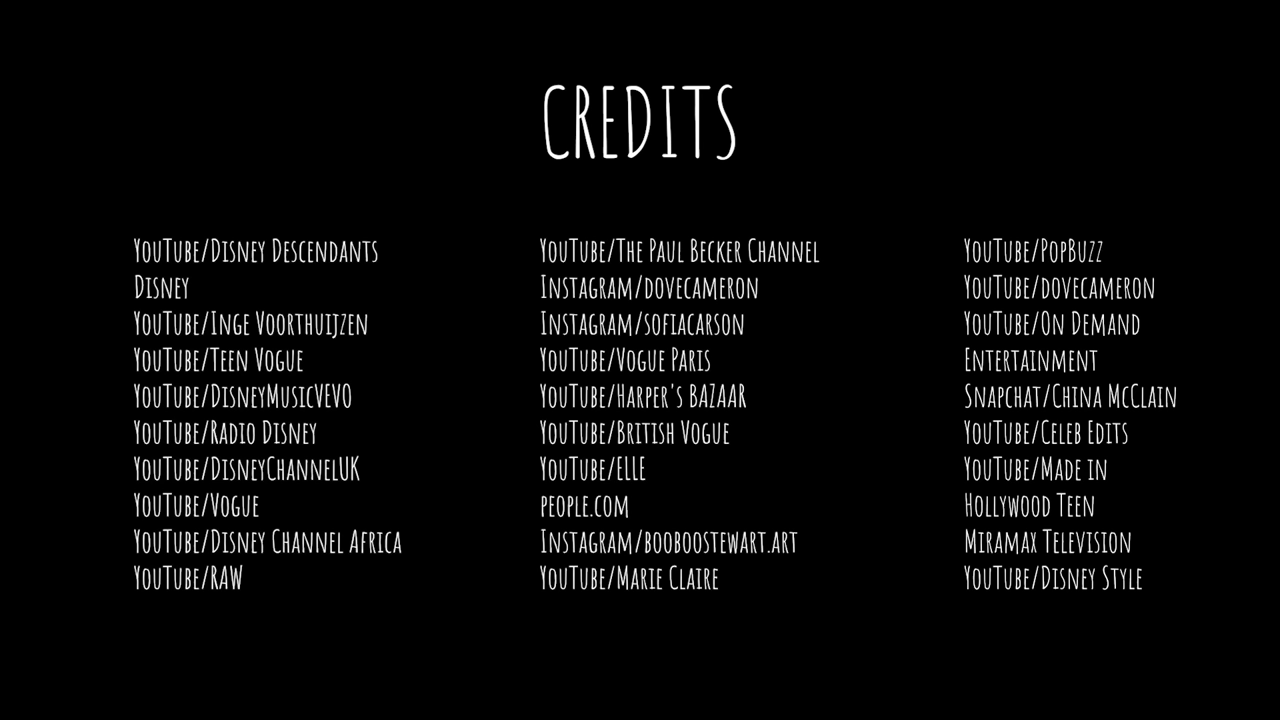 CREDITS
YouTube/Disney Descendants
Disney
YouTube/Inge Voorthuijzen
YouTube/Teen Vogue
YouTube/DisneyMusicVEVO
YouTube/Radio Disney
YouTube/DisneyChannelUK
YouTube/Vogue
YouTube/Disney Channel Africa
YouTube/RAW
YouTube/The Paul Becker Channel
Instagram/dovecameron
Instagram/sofiacarson
YouTube/Vogue Paris
YouTube/Harper's BAZAAR
YouTube/British Vogue
YouTube/ELLE
people.com
Instagram/booboostewart.art
YouTube/Marie Claire
YouTube/PopBuzz
YouTube/dovecameron
YouTube/On Demand
Entertainment
Snapchat/China McClain
YouTube/Celeb Edits
YouTube/Made in
Hollywood Teen
Miramax Television
YouTube/Disney Style